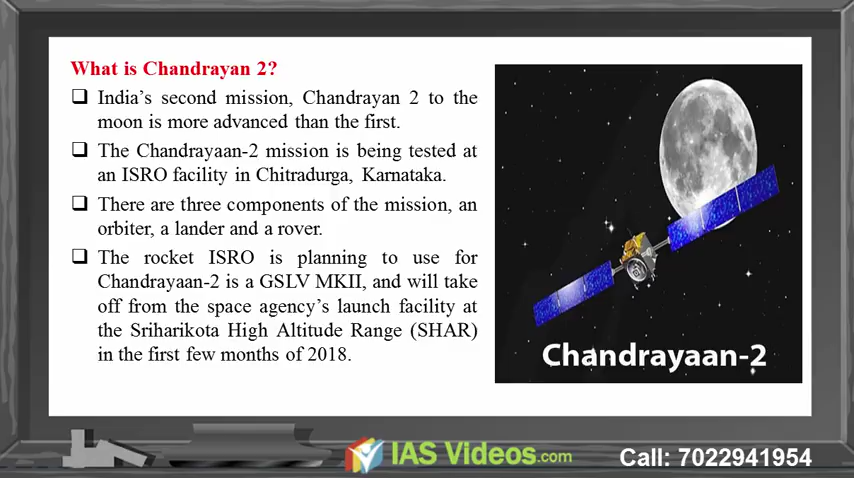 What is Chandrayan 2?
India's second mission, Chandrayan 2 to the
moon is more advanced than the first.
The Chandrayaan-2 mission is being tested at
an ISRO facility in Chitradurga, Karnataka.
There are three components of the mission, an
orbiter, a lander and a rover.
The rocket ISRO is planning to use for
Chandrayaan-2 is a GSLV MKII, and will take
off from the space agency's launch facility at
the Sriharikota High Altitude Range (SHAR)
in the first few months of 2018.
Chandrayaan-2
IAS Videos.com
Call: 7022941954